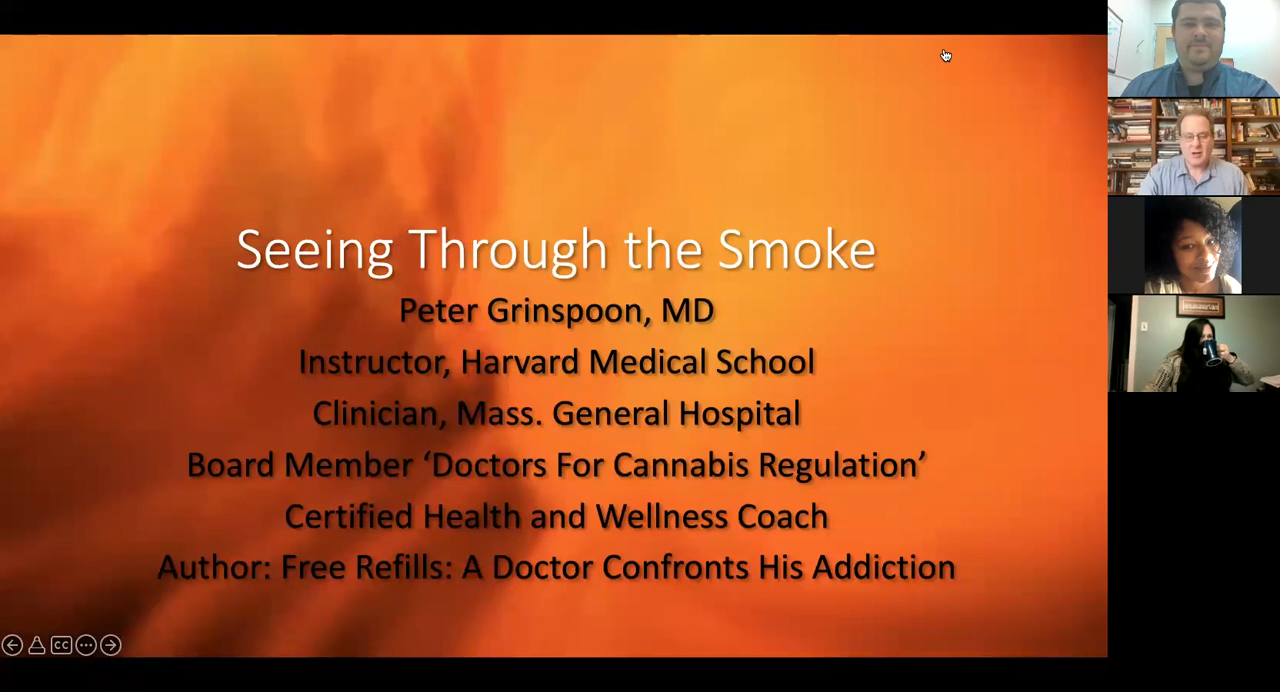 Seeing Through the Smoke
Peter Grinspoon, MD
Instructor, Harvard Medical School
Clinician, Mass. General Hospital
Board Member ‘Doctors For Cannabis Regulation’
Certified Health and Wellness Coach
Author: Free Refills: A Doctor Confronts His Addiction
CC